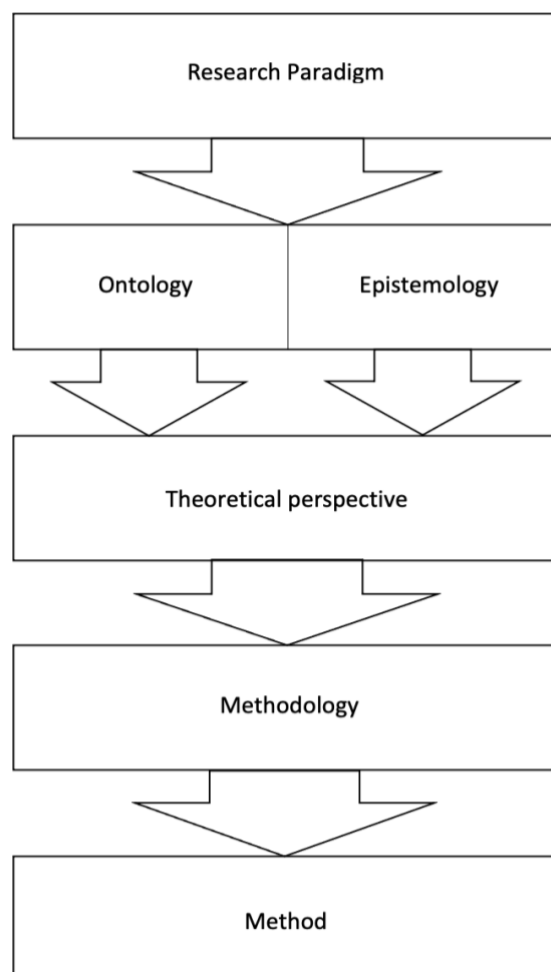 Research Paradigm
Ontology
Epistemology
Theoretical perspective
Methodology
Method